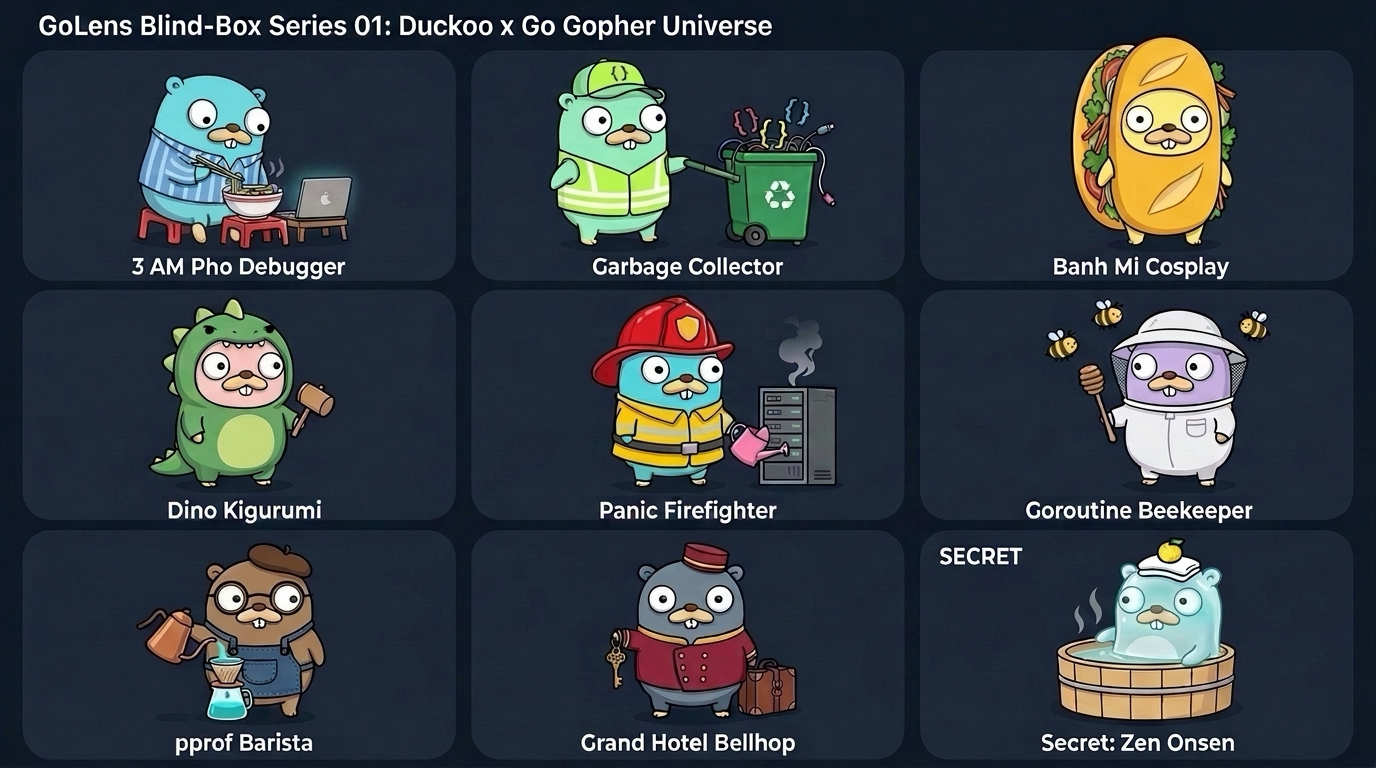 GoLens Blind-Box Series 01: Duckoo x Go Gopher Universe
{}
3 AM Pho Debugger
Garbage Collector
Banh Mi Cosplay
Dino Kigurumi
Panic Firefighter
Goroutine Beekeeper
SECRET
pprof Barista
Grand Hotel Bellhop
Secret: Zen Onsen